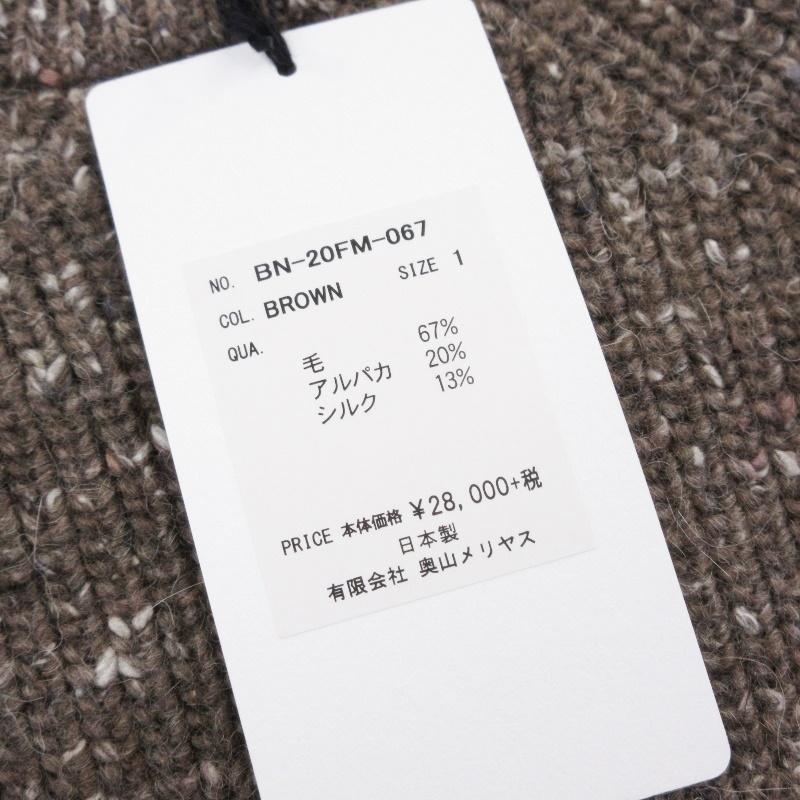 NO. BN-20FM-067
COL. BROWN SIZE 1
QUA.
毛 67%
アルパカ 20%
シルク 13%
PRICE 本体価格 ¥28,000+税
日本製
有限会社 奥山メリヤス